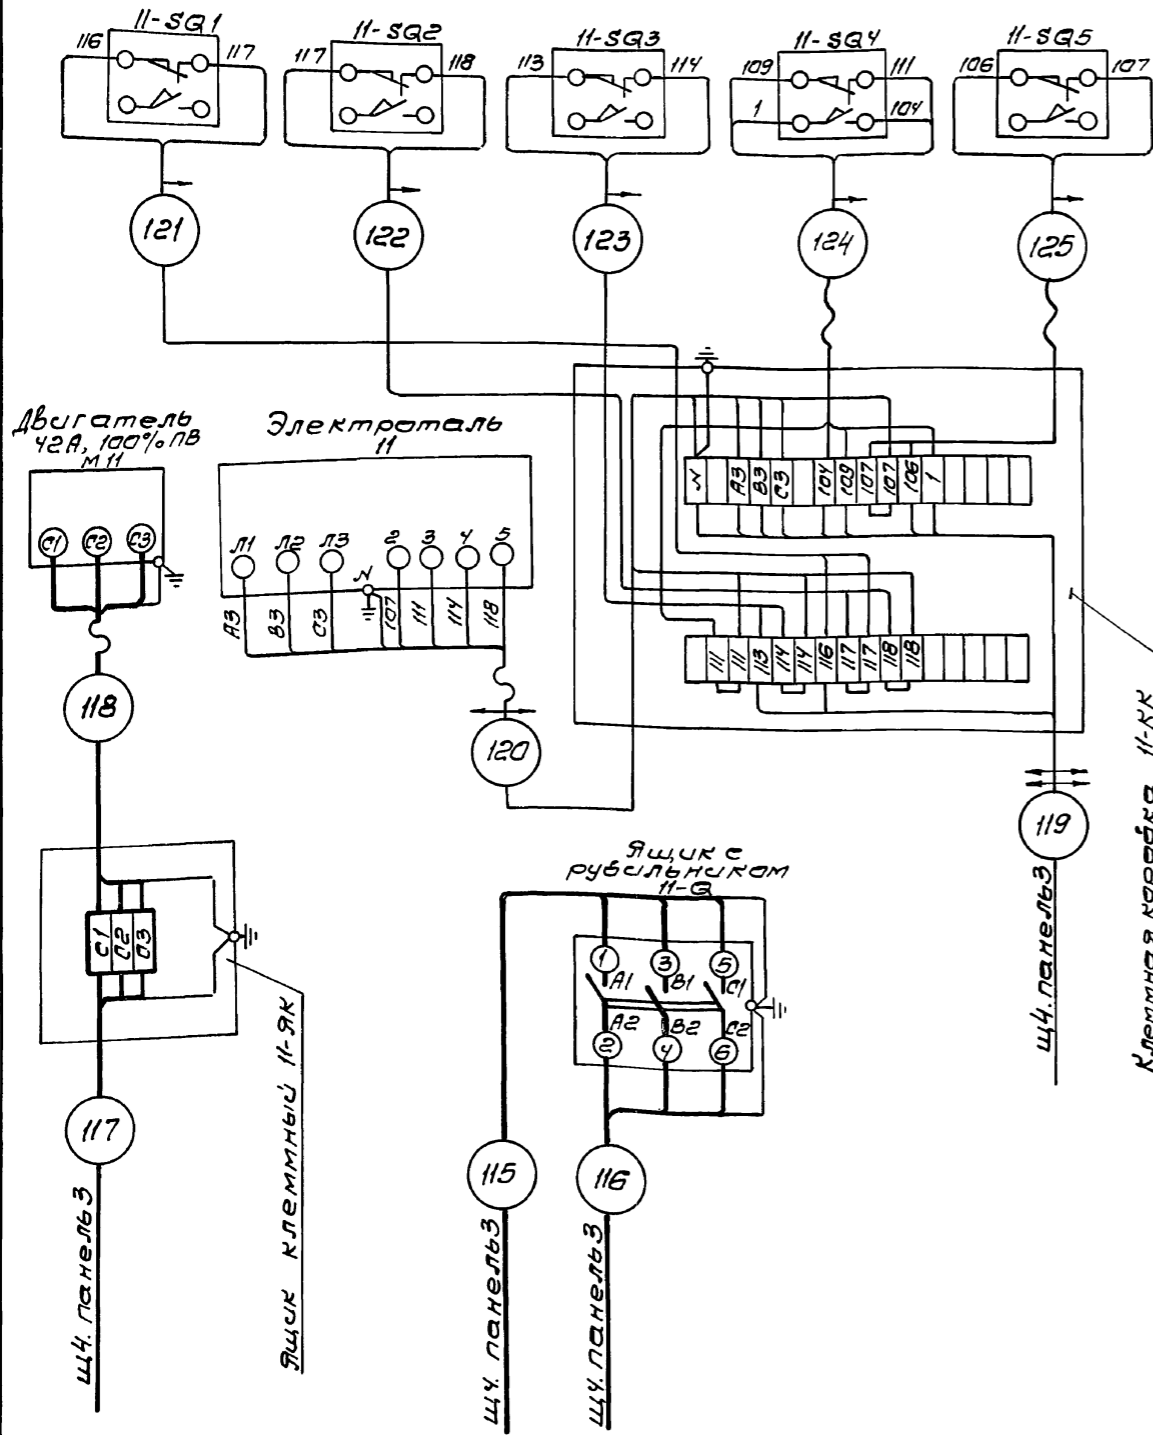 11-SQ1
11-SQ2
11-SQ3
11-SQ4
11-SQ5
116
117
117
118
113
114
109
111
1
104
106
107
121
122
123
124
125
Двигатель
42А, 100% ПВ
М11
С1
С2
С3
Электроталь
11
Л1
Л2
Л3
N
2
3
4
5
А3
В3
С3
107
111
114
118
N
А3
В3
С3
104
109
107
107
106
1
111
111
113
114
114
116
117
117
118
118
118
120
119
щ4. панель3
Клеммная коробка 11-КК
С1
С2
С3
Ящик клеммный 11-ЯК
117
щ4. панель3
Ящик с
рубильником
11-Q
1
3
5
А1
В1
С1
А2
В2
С2
2
4
6
115
116
щ4. панель3
щ4. панель3